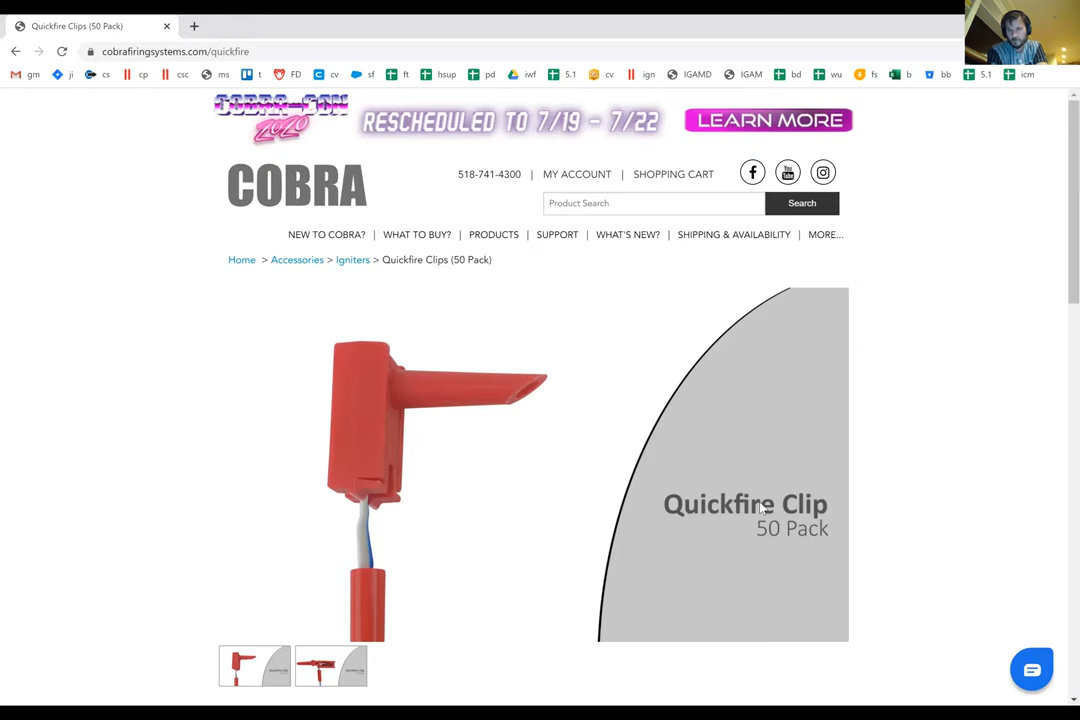 Quickfire Clips (50 Pack)
cobrafiringsystems.com/quickfire
gm ji cs cp csc ms t FD cv sf ft hsup pd iwf 5.1 cv ign IGAMD IGAM bd wu fs b bb 5.1 icm
COBRA-CON 2020 RESCHEDULED TO 7/19 - 7/22 LEARN MORE
COBRA
518-741-4300 | MY ACCOUNT | SHOPPING CART
Product Search Search
NEW TO COBRA? | WHAT TO BUY? | PRODUCTS | SUPPORT | WHAT'S NEW? | SHIPPING & AVAILABILITY | MORE...
Home > Accessories > Igniters > Quickfire Clips (50 Pack)
Quickfire Clip
50 Pack